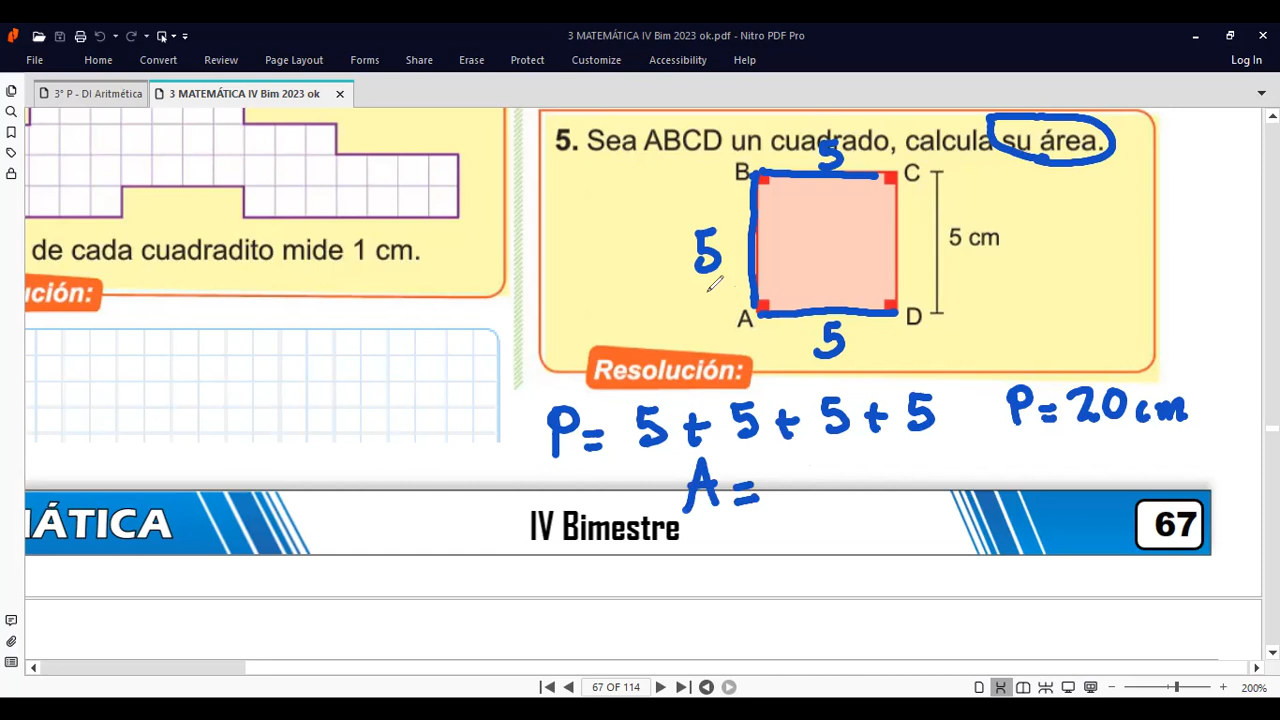 3 MATEMÁTICA IV Bim 2023 ok.pdf - Nitro PDF Pro
File Home Convert Review Page Layout Forms Share Erase Protect Customize Accessibility Help Log In
3° P - DI Aritmética 3 MATEMÁTICA IV Bim 2023 ok
5. Sea ABCD un cuadrado, calcula su área.
5
B C
5 5 cm
A D
5
de cada cuadradito mide 1 cm.
ución:
Resolución:
P= 5 + 5 + 5 + 5 P= 20 cm
A =
MÁTICA IV Bimestre 67
67 OF 114 200%